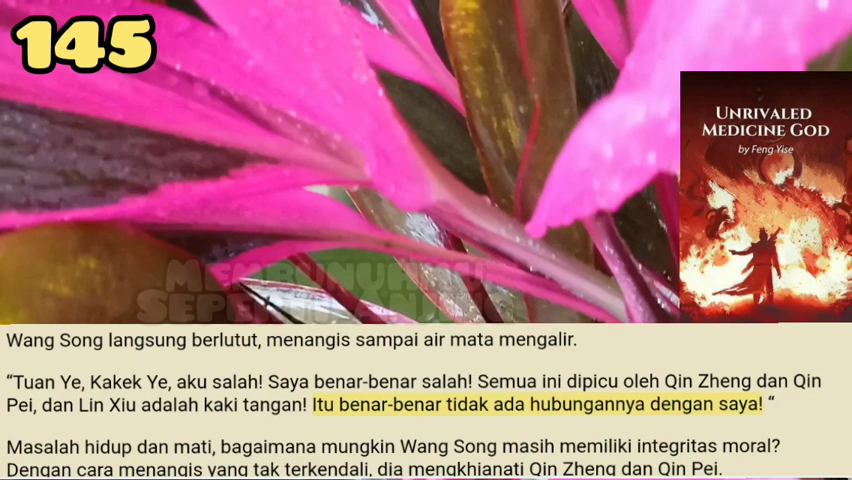 145
UNRIVALED
MEDICINE GOD
by Feng Yise
MEMBUNUHMU
Wang Song langsung berlutut, menangis sampai air mata mengalir.
“Tuan Ye, Kakek Ye, aku salah! Saya benar-benar salah! Semua ini dipicu oleh Qin Zheng dan Qin
Pei, dan Lin Xiu adalah kaki tangan! Itu benar-benar tidak ada hubungannya dengan saya! “
Masalah hidup dan mati, bagaimana mungkin Wang Song masih memiliki integritas moral?
Dengan cara menangis yang tak terkendali, dia mengkhianati Qin Zheng dan Qin Pei.